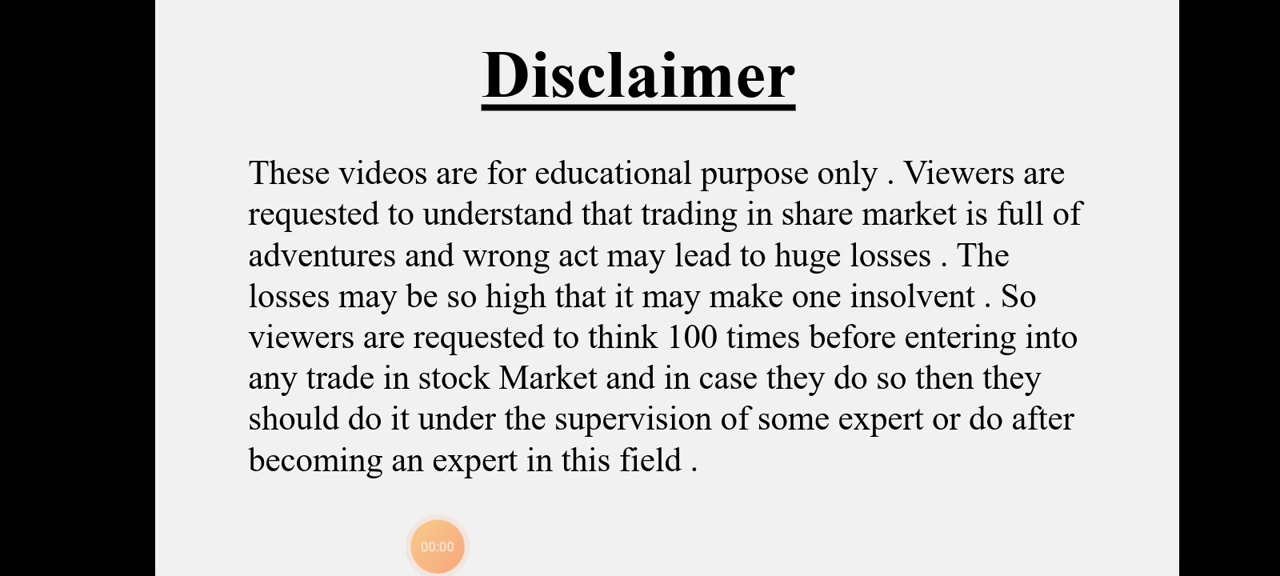 Disclaimer
These videos are for educational purpose only . Viewers are
requested to understand that trading in share market is full of
adventures and wrong act may lead to huge losses . The
losses may be so high that it may make one insolvent . So
viewers are requested to think 100 times before entering into
any trade in stock Market and in case they do so then they
should do it under the supervision of some expert or do after
becoming an expert in this field .
00:00